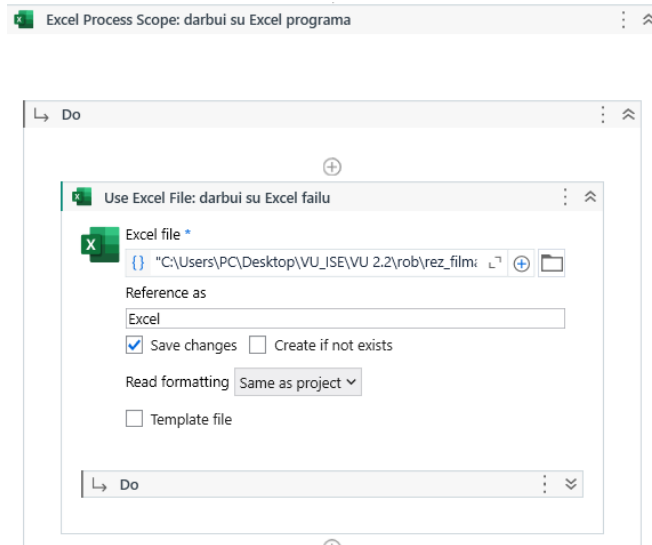 Excel Process Scope: darbui su Excel programa
Do
Use Excel File: darbui su Excel failu
Excel file *
"C:\Users\PC\Desktop\VU_ISE\VU 2.2\rob\rez_film
Reference as
Excel
Save changes Create if not exists
Read formatting Same as project
Template file
Do